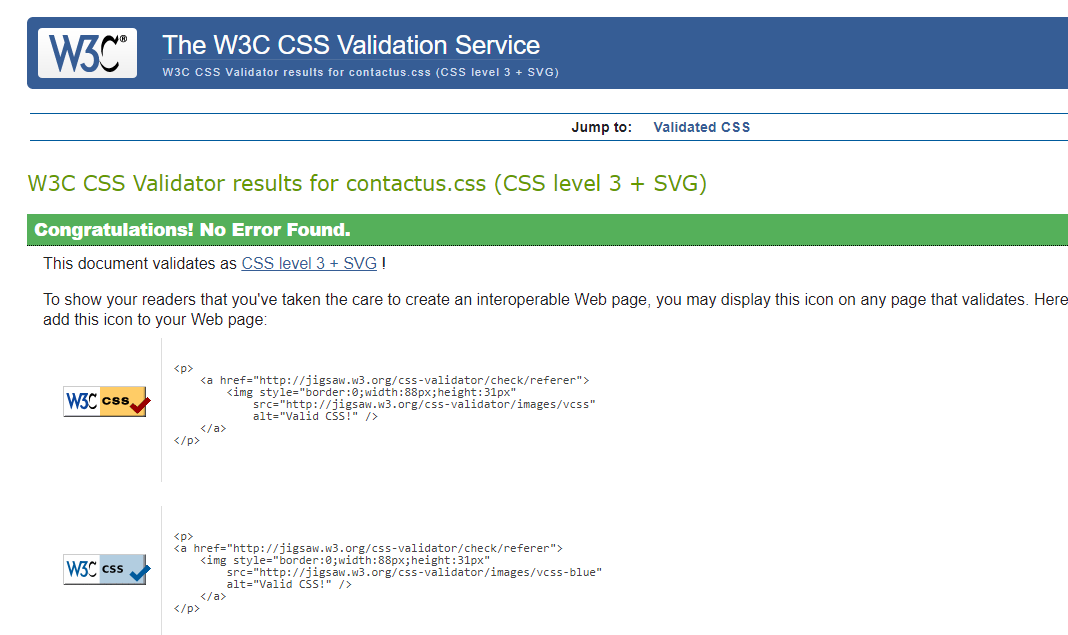 W3C®
The W3C CSS Validation Service
W3C CSS Validator results for contactus.css (CSS level 3 + SVG)
Jump to: Validated CSS
W3C CSS Validator results for contactus.css (CSS level 3 + SVG)
Congratulations! No Error Found.
This document validates as CSS level 3 + SVG !
To show your readers that you've taken the care to create an interoperable Web page, you may display this icon on any page that validates. Here
add this icon to your Web page:
W3C css
<p>
<a href="http://jigsaw.w3.org/css-validator/check/referer">
<img style="border:0;width:88px;height:31px"
src="http://jigsaw.w3.org/css-validator/images/vcss"
alt="Valid CSS!" />
</a>
</p>
W3C css
<p>
<a href="http://jigsaw.w3.org/css-validator/check/referer">
<img style="border:0;width:88px;height:31px"
src="http://jigsaw.w3.org/css-validator/images/vcss-blue"
alt="Valid CSS!" />
</a>
</p>